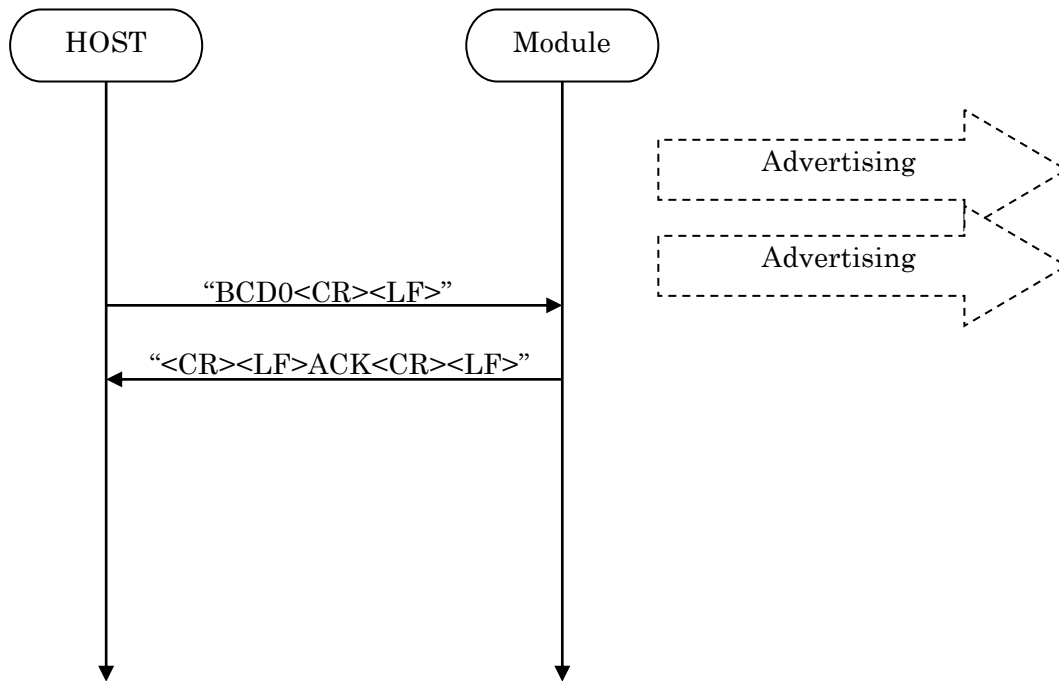 HOST
Module
Advertising
Advertising
“BCD0<CR><LF>”
“<CR><LF>ACK<CR><LF>”